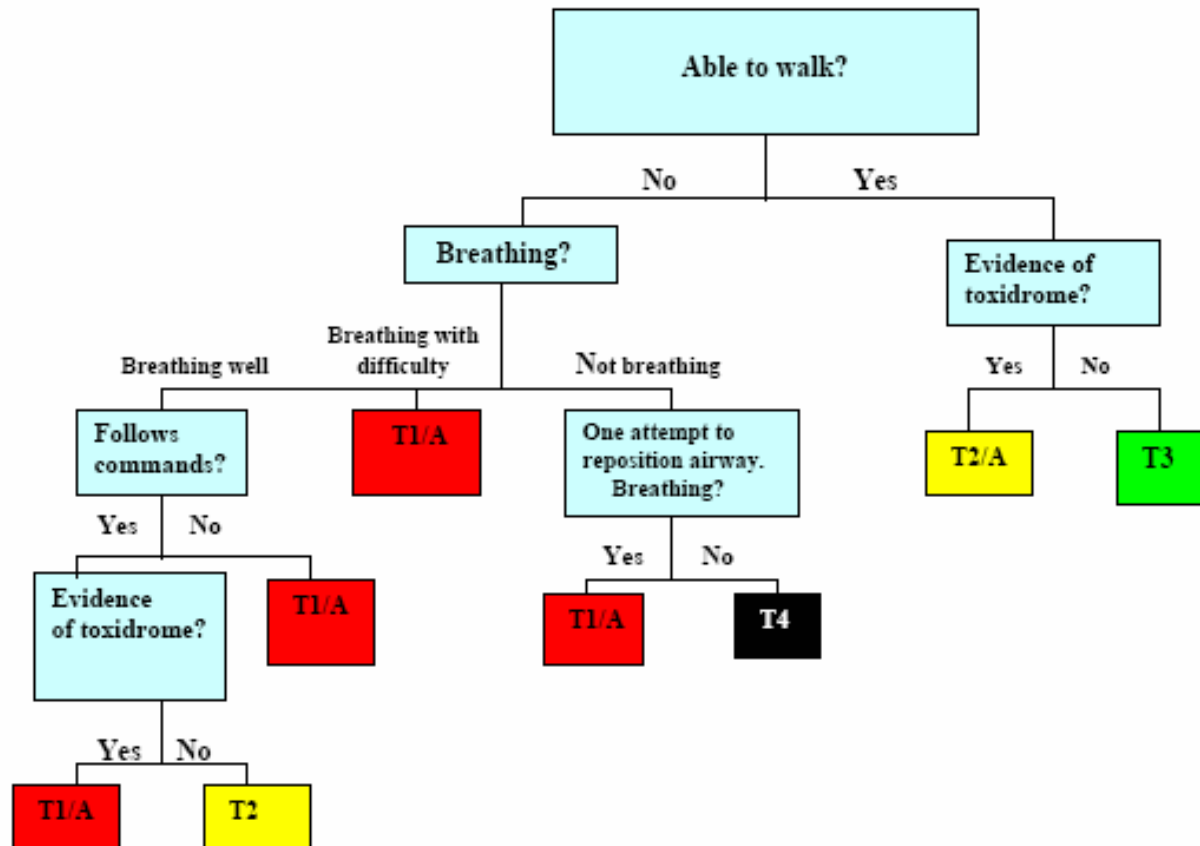 Able to walk?
No
Yes
Breathing?
Evidence of
toxidrome?
Breathing well
Breathing with
difficulty
Not breathing
Yes
No
Follows
commands?
T1/A
One attempt to
reposition airway.
Breathing?
T2/A
T3
Yes
No
Yes
No
Evidence
of toxidrome?
T1/A
T1/A
T4
Yes
No
T1/A
T2